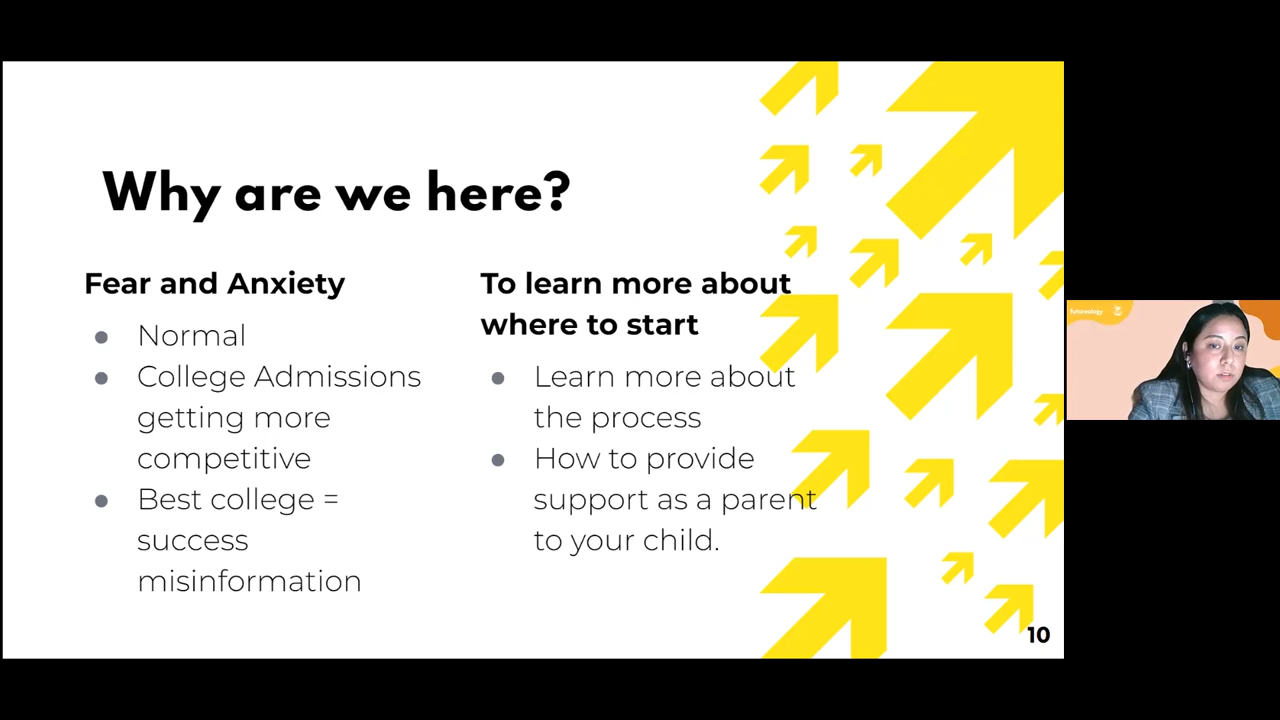 Why are we here?
Fear and Anxiety
● Normal
● College Admissions
getting more
competitive
● Best college =
success
misinformation
To learn more about
where to start
● Learn more about
the process
● How to provide
support as a parent
to your child.
10
futureology